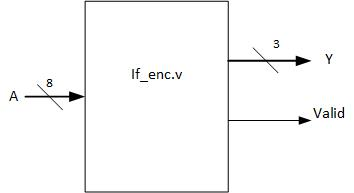 3
Y
If_enc.v
8
A
Valid